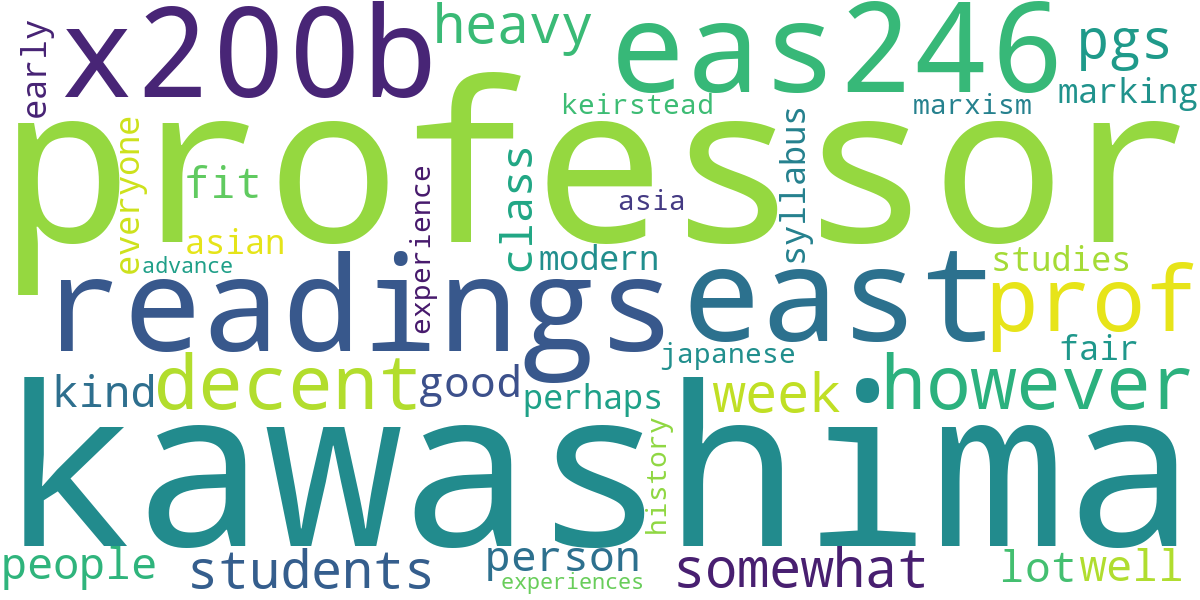 early
x200b
heavy
eas246
pgs
marking
keirstead
marxism
professor
everyone
fit
asian
advance
experience
class
asia
modern
syllabus
studies
readings
east
prof
japanese
fair
kind
decent
good
perhaps
week
however
kawashima
history
people
students
person
experiences
somewhat
lot
well